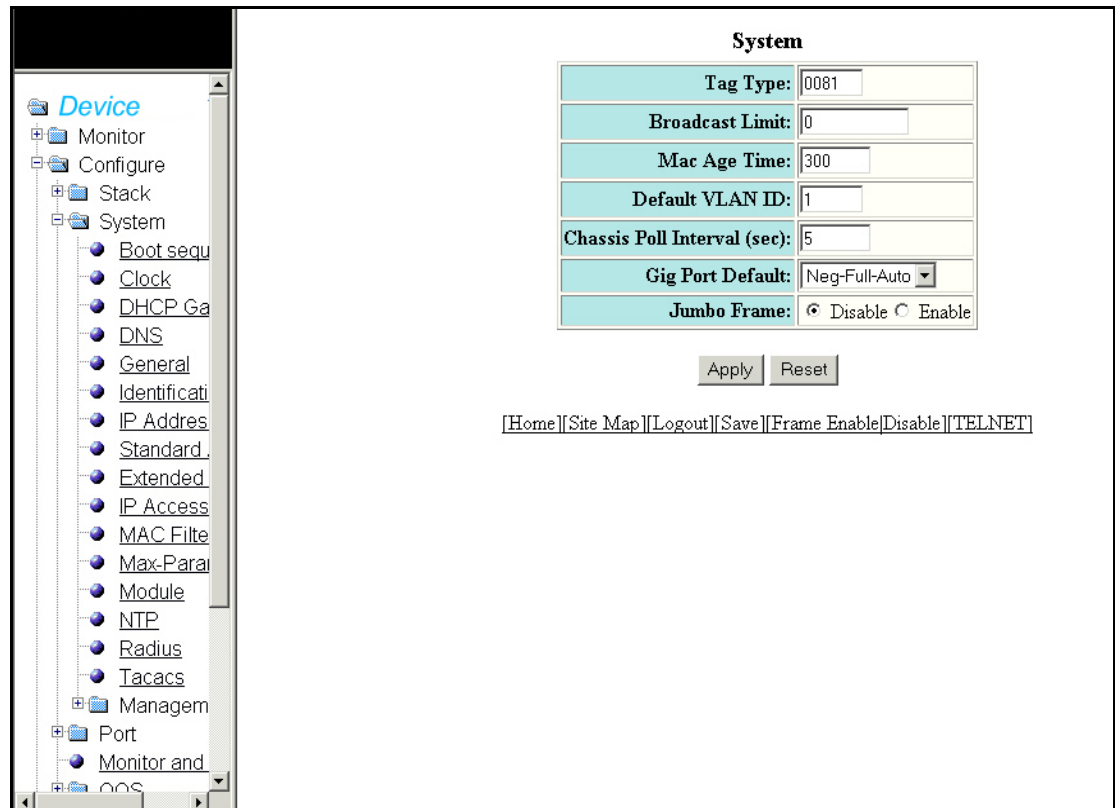 Device
Monitor
Configure
Stack
System
Boot sequ
Clock
DHCP Ga
DNS
General
Identificati
IP Addres
Standard
Extended
IP Access
MAC Filte
Max-Para
Module
NTP
Radius
Tacacs
Managem
Port
Monitor and
QOS
System
Tag Type: 0081
Broadcast Limit: 0
Mac Age Time: 300
Default VLAN ID: 1
Chassis Poll Interval (sec): 5
Gig Port Default: Neg-Full-Auto
Jumbo Frame: Disable Enable
Apply Reset
[Home][Site Map][Logout][Save][Frame Enable|Disable][TELNET]